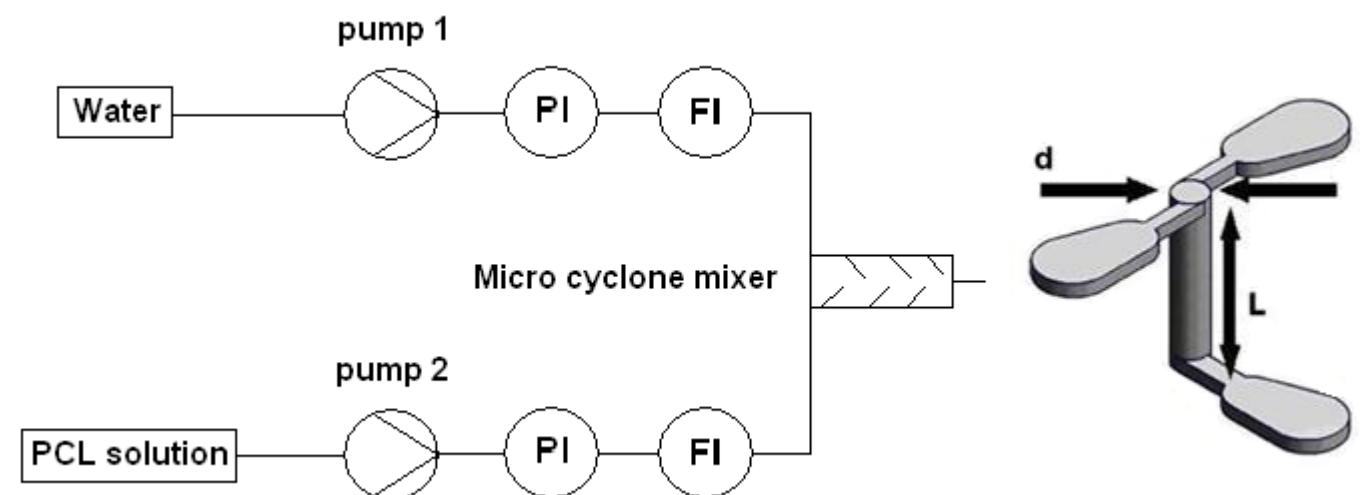 pump 1
Water
PI
FI
d
Micro cyclone mixer
L
pump 2
PCL solution
PI
FI